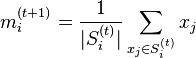 m_i^{(t+1)} = \frac{1}{|S_i^{(t)}|} \sum_{x_j \in S_i^{(t)}} x_j